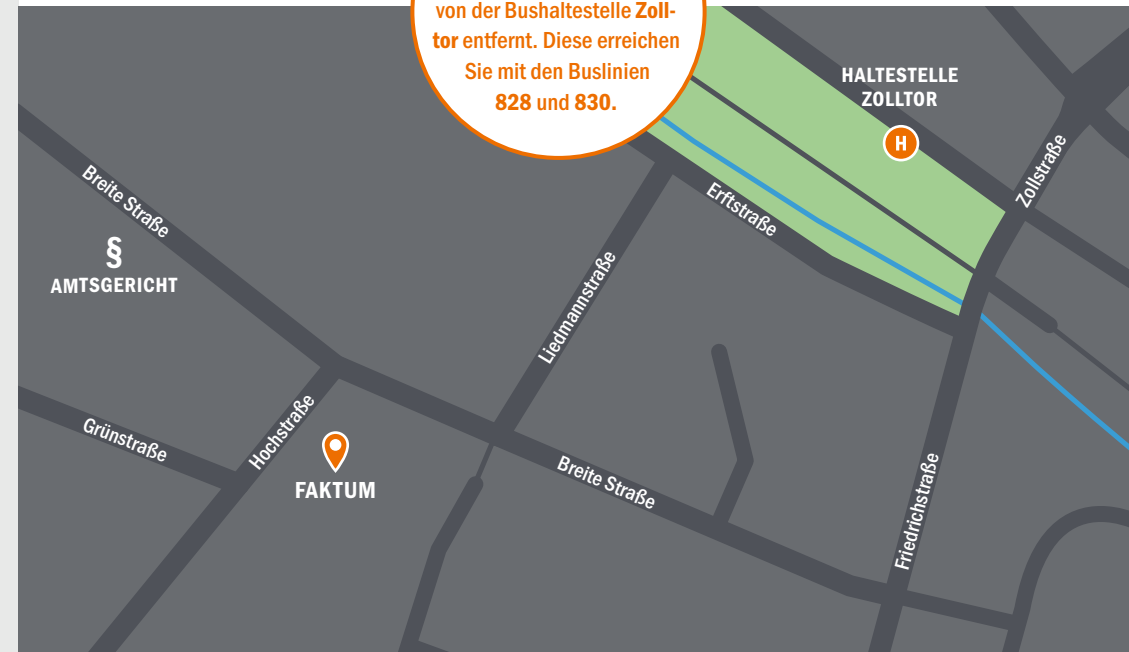 von der Bushaltestelle Zoll-
tor entfernt. Diese erreichen
Sie mit den Buslinien
828 und 830.
HALTESTELLE
ZOLLTOR
H
Zollstraße
Breite Straße
Erftstraße
§
AMTSGERICHT
Liedmannstraße
Grünstraße
Hochstraße
FAKTUM
Breite Straße
Friedrichstraße